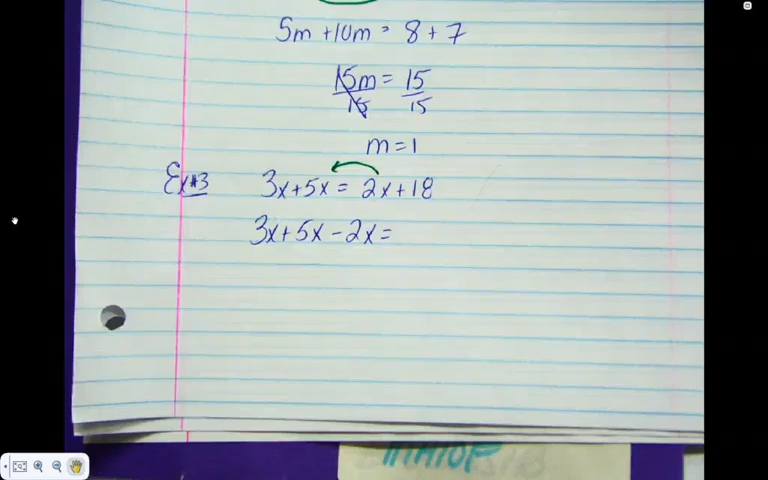 5m + 10m = 8 + 7
15m = 15
15 15
m = 1
Ex#3 3x + 5x = 2x + 18
3x + 5x - 2x =